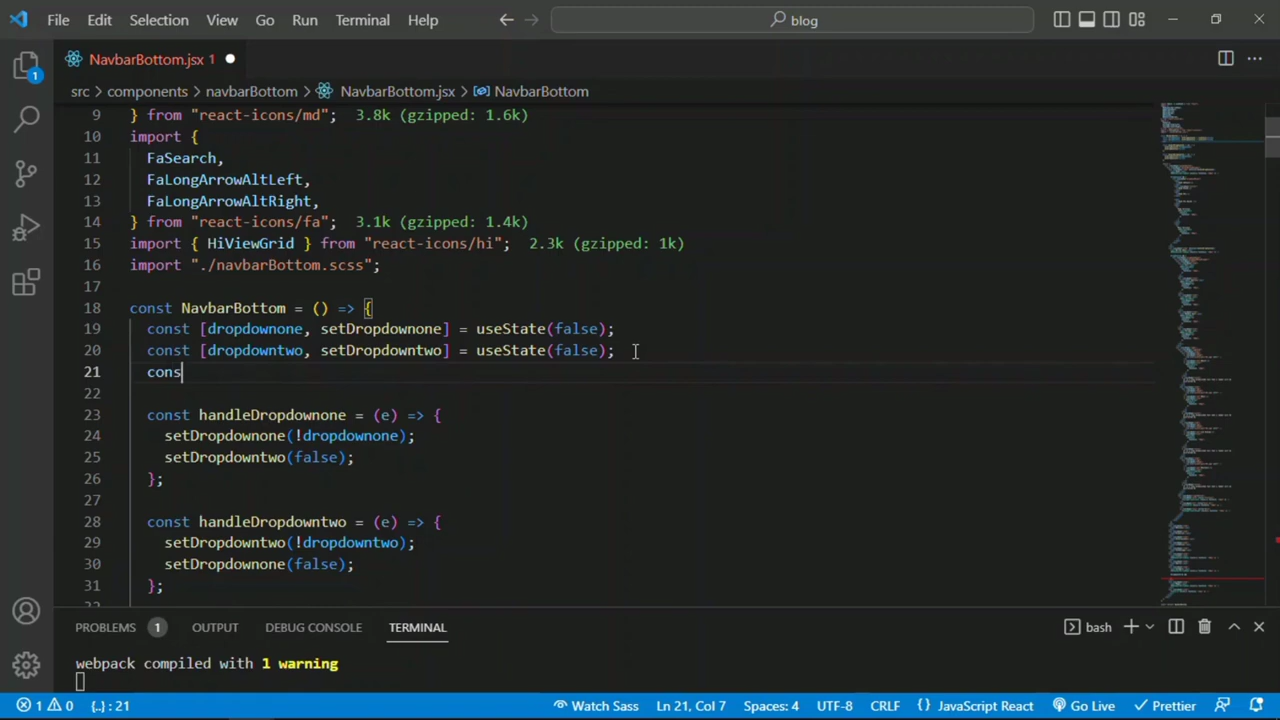 File Edit Selection View Go Run Terminal Help blog
NavbarBottom.jsx 1
1
src > components > navbarBottom > NavbarBottom.jsx > NavbarBottom
9 } from "react-icons/md"; 3.8k (gzipped: 1.6k)
10 import {
11 FaSearch,
12 FaLongArrowAltLeft,
13 FaLongArrowAltRight,
14 } from "react-icons/fa"; 3.1k (gzipped: 1.4k)
15 import { HiViewGrid } from "react-icons/hi"; 2.3k (gzipped: 1k)
16 import "./navbarBottom.scss";
17
18 const NavbarBottom = () => {
19 const [dropdownone, setDropdownone] = useState(false);
20 const [dropdowntwo, setDropdowntwo] = useState(false);
21 cons
22
23 const handleDropdownone = (e) => {
24 setDropdownone(!dropdownone);
25 setDropdowntwo(false);
26 };
27
28 const handleDropdowntwo = (e) => {
29 setDropdowntwo(!dropdowntwo);
30 setDropdownone(false);
31 };
PROBLEMS 1 OUTPUT DEBUG CONSOLE TERMINAL bash
webpack compiled with 1 warning
1 0 {..} : 21 Watch Sass Ln 21, Col 7 Spaces: 4 UTF-8 CRLF {} JavaScript React Go Live Prettier